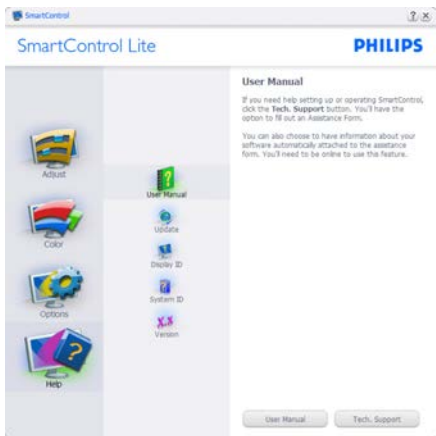 SmartControl
SmartControl Lite
PHILIPS
Adjust
Color
Options
Help
User Manual
Update
Display ID
System ID
Version
User Manual
If you need help setting up or operating SmartControl,
click the Tech. Support button. You'll have the
option to fill out an Assistance Form.
You can also choose to have information about your
software automatically attached to the assistance
form. You'll need to be online to use this feature.
User Manual
Tech. Support